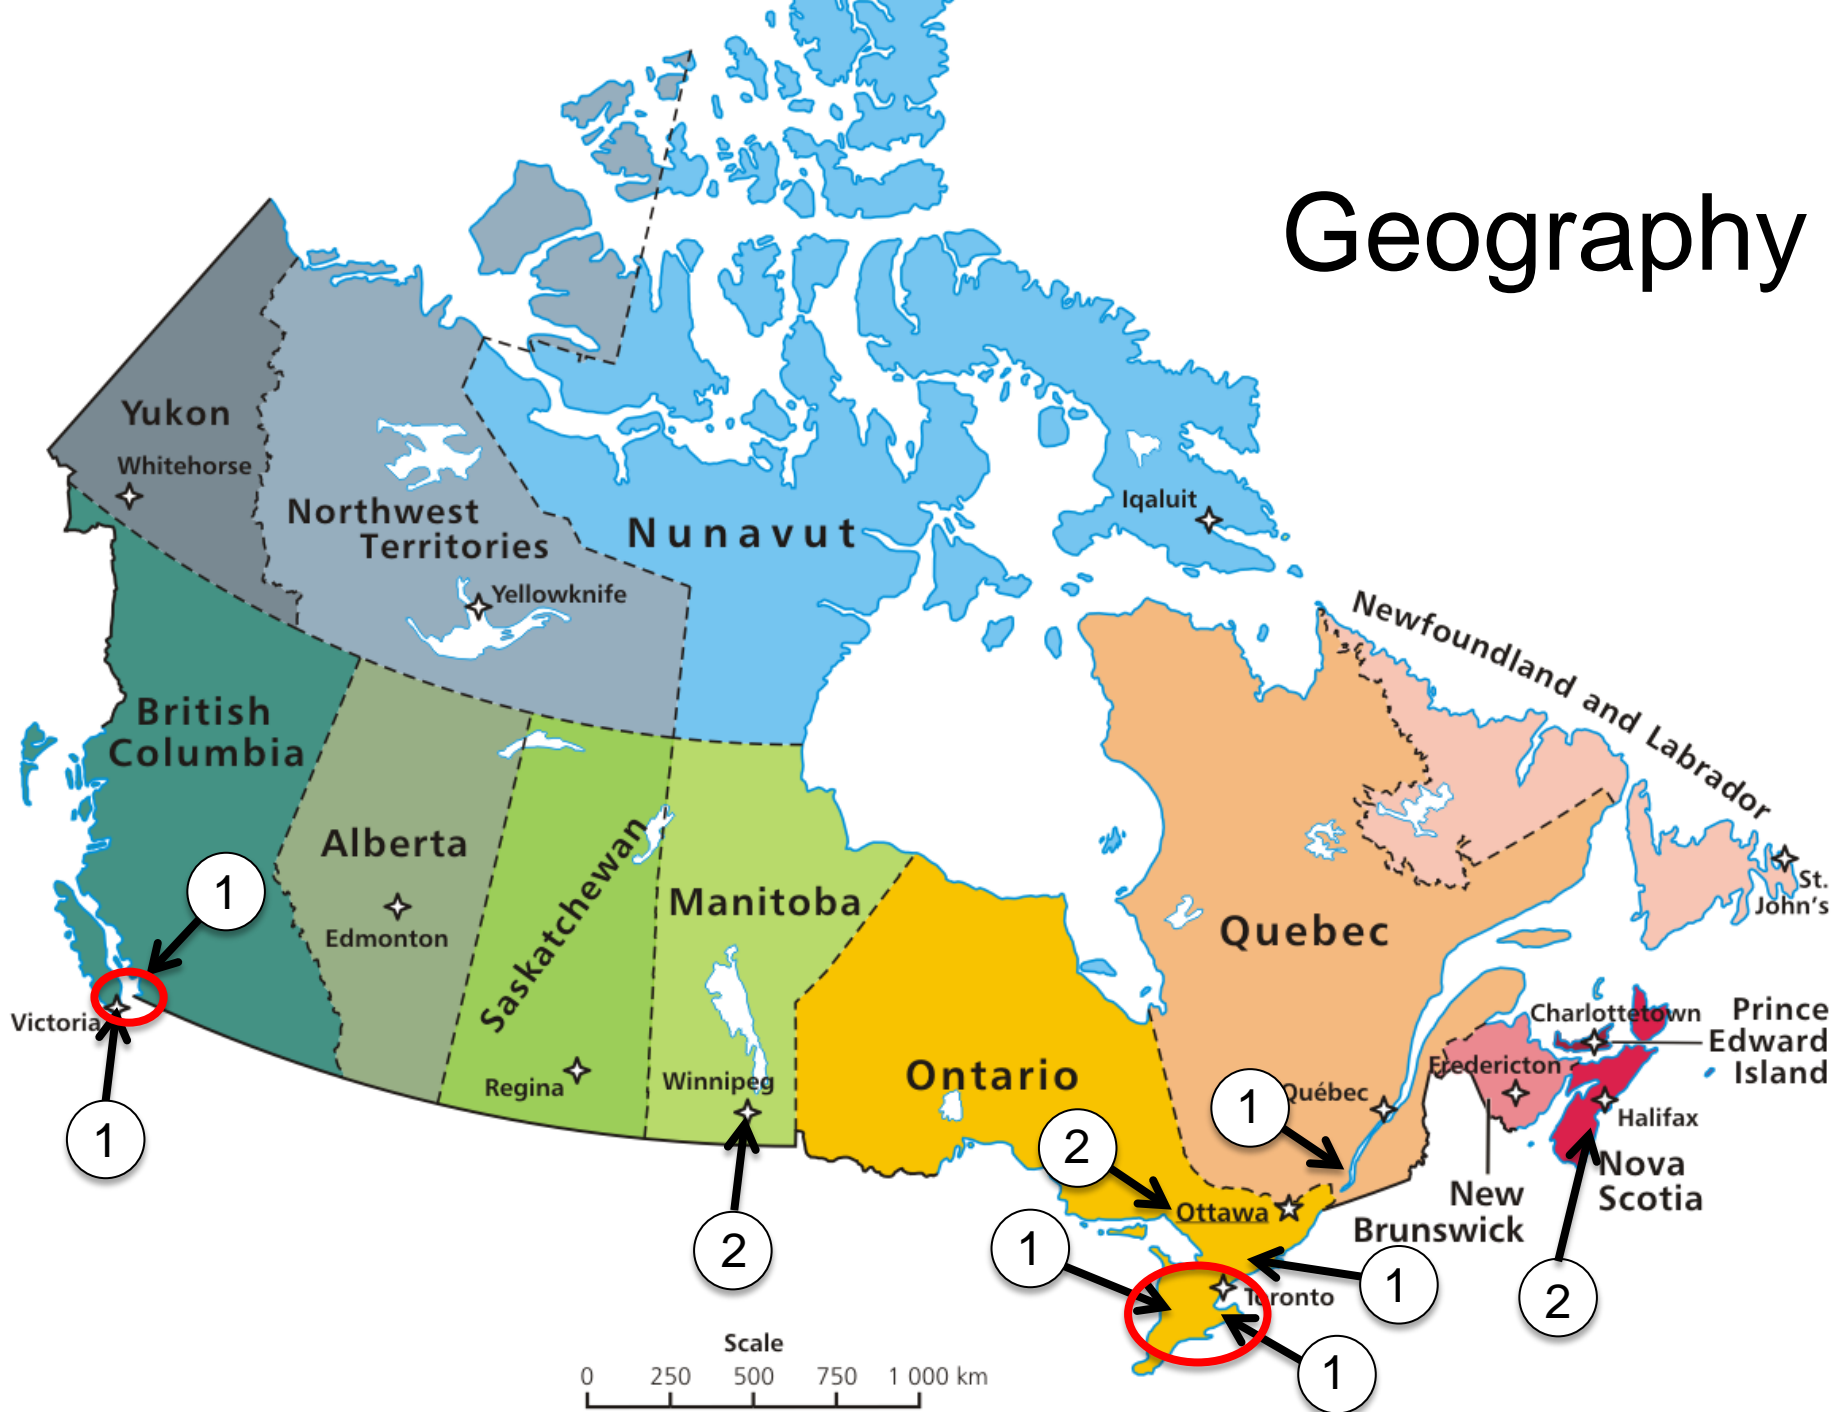 Geography
Yukon
Whitehorse
Northwest
Territories
Yellowknife
Nunavut
Iqaluit
Newfoundland and Labrador
British
Columbia
Alberta
Edmonton
Saskatchewan
Regina
Manitoba
Winnipeg
Ontario
Quebec
Québec
St.
John's
Charlottetown
Prince
Edward
Island
Fredericton
Halifax
Nova
Scotia
New
Brunswick
Victoria
Ottawa
Toronto
1
1
2
2
1
1
1
1
2
Scale
0 250 500 750 1 000 km